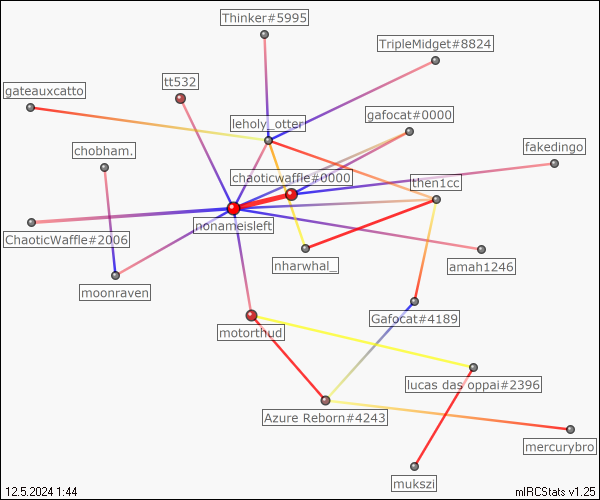 Thinker#5995
TripleMidget#8824
tt532
gateauxcatto
gafocat#0000
leholy_otter
fakedingo
chobham.
chaoticwaffle#0000
then1cc
nonameisleft
ChaoticWaffle#2006
nharwhal_
amah1246
moonraven
Gafocat#4189
motorthud
lucas das oppai#2396
Azure Reborn#4243
mercurybro
mukszi
12.5.2024 1:44
mIRCStats v1.25